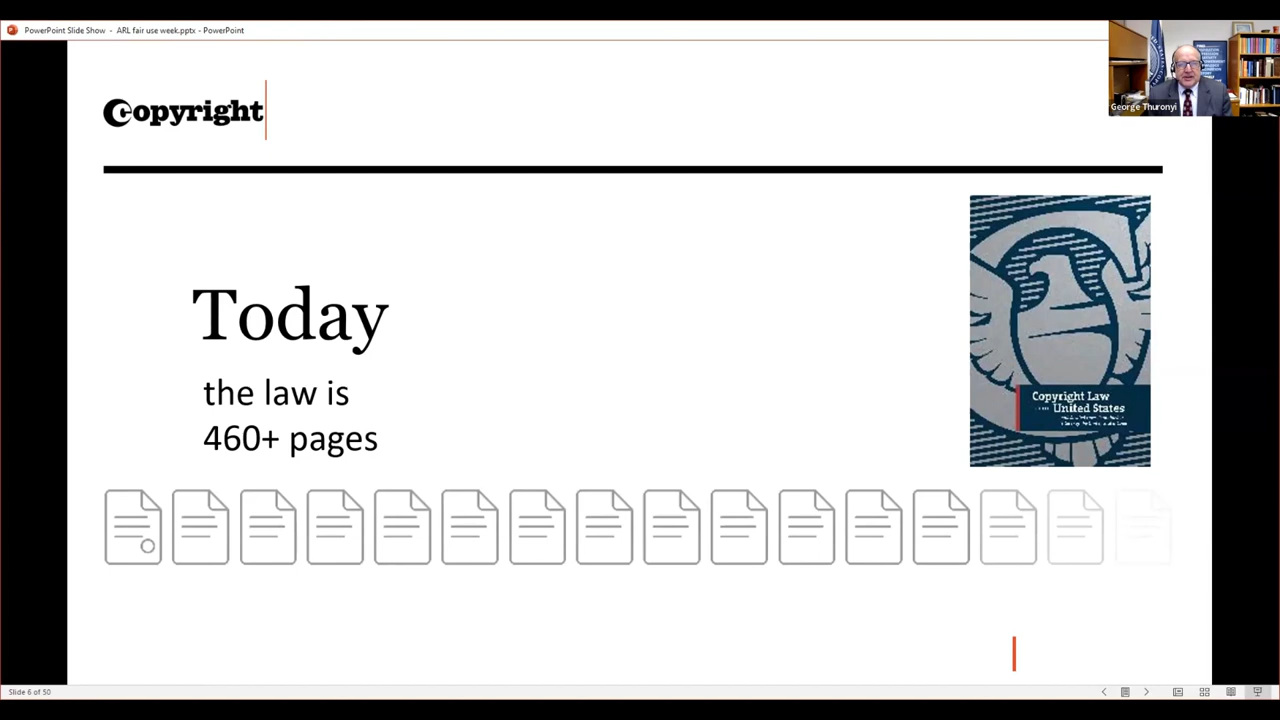 PowerPoint Slide Show - ARL fair use week.pptx - PowerPoint
George Thuronyi
Copyright
Today
the law is
460+ pages
Copyright Law
United States
Slide 6 of 50